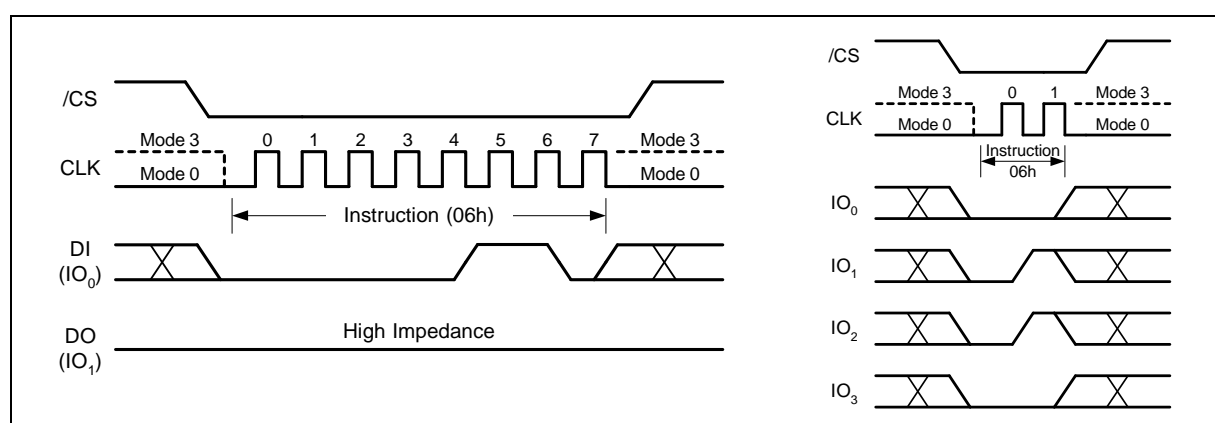 /CS
Mode 3 0 1 2 3 4 5 6 7 Mode 3
CLK Mode 0 Mode 0
Instruction (06h)
DI
(IO₀)
High Impedance
DO
(IO₁)
/CS
Mode 3 0 1 Mode 3
CLK Mode 0 Mode 0
Instruction
06h
IO₀
IO₁
IO₂
IO₃